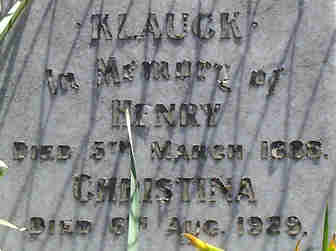 · KLAUCK ·
In Memory of
HENRY
DIED 5TH MARCH 1888.
CHRISTINA
DIED 6TH AUG. 1929.